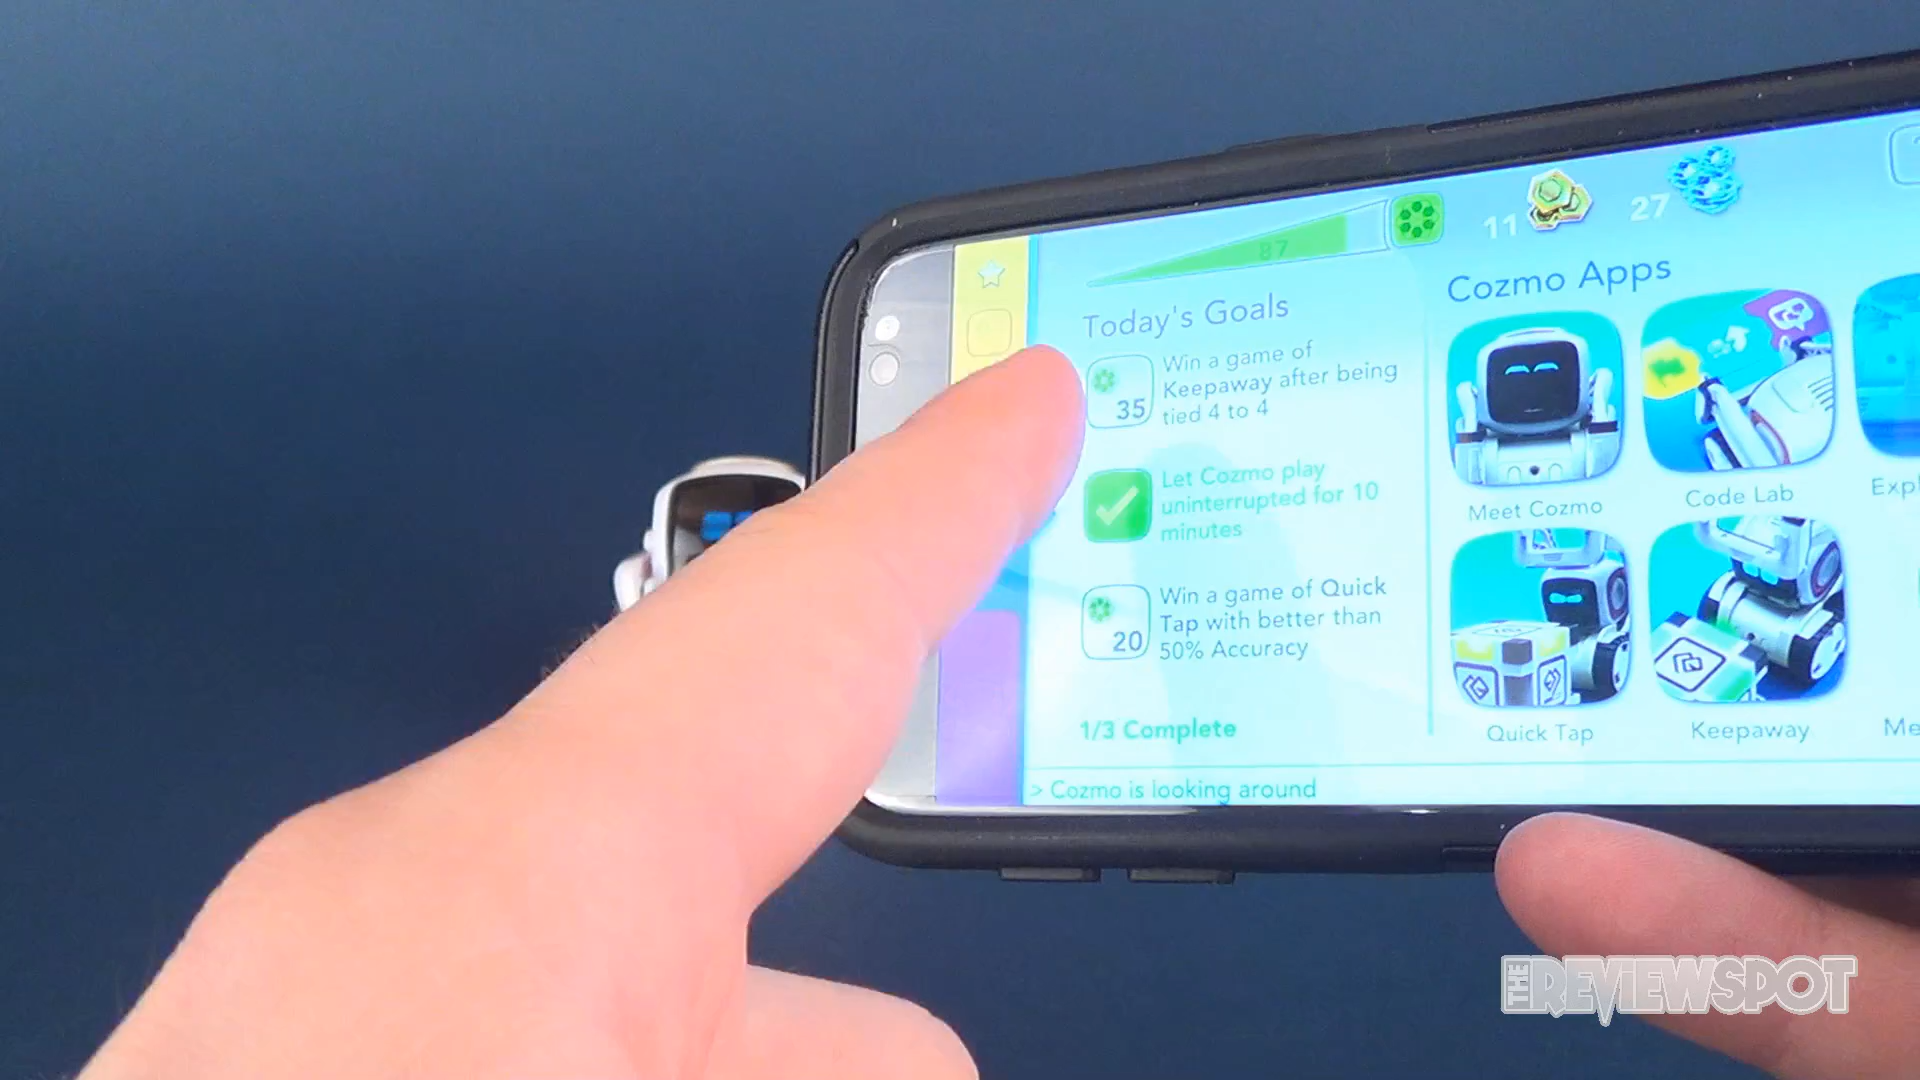 87
11
27
Today's Goals
35
Win a game of
Keepaway after being
tied 4 to 4
Let Cozmo play
uninterrupted for 10
minutes
20
Win a game of Quick
Tap with better than
50% Accuracy
1/3 Complete
> Cozmo is looking around
Cozmo Apps
Meet Cozmo
Code Lab
Expl
Quick Tap
Keepaway
Me
THE REVIEWSPOT